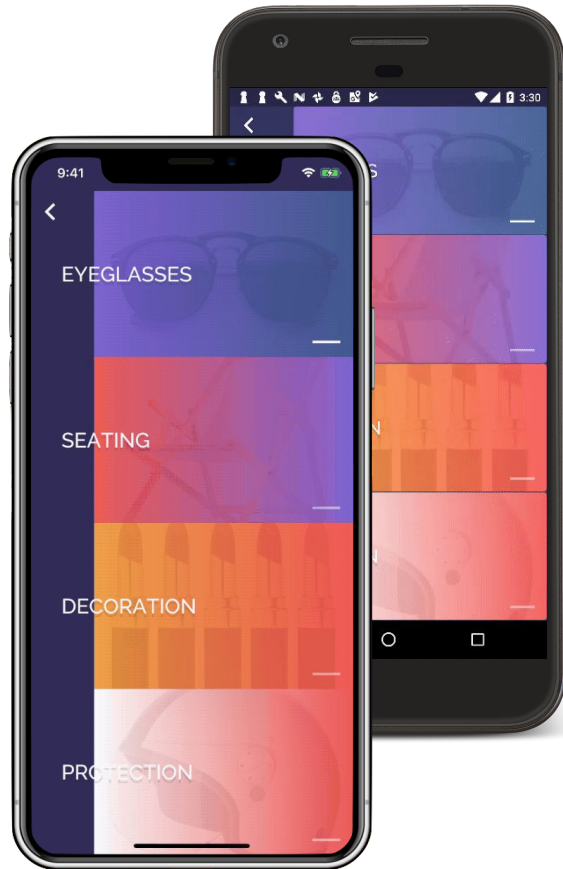 9:41
EYEGLASSES
SEATING
DECORATION
PROTECTION
3:30
S
N
N